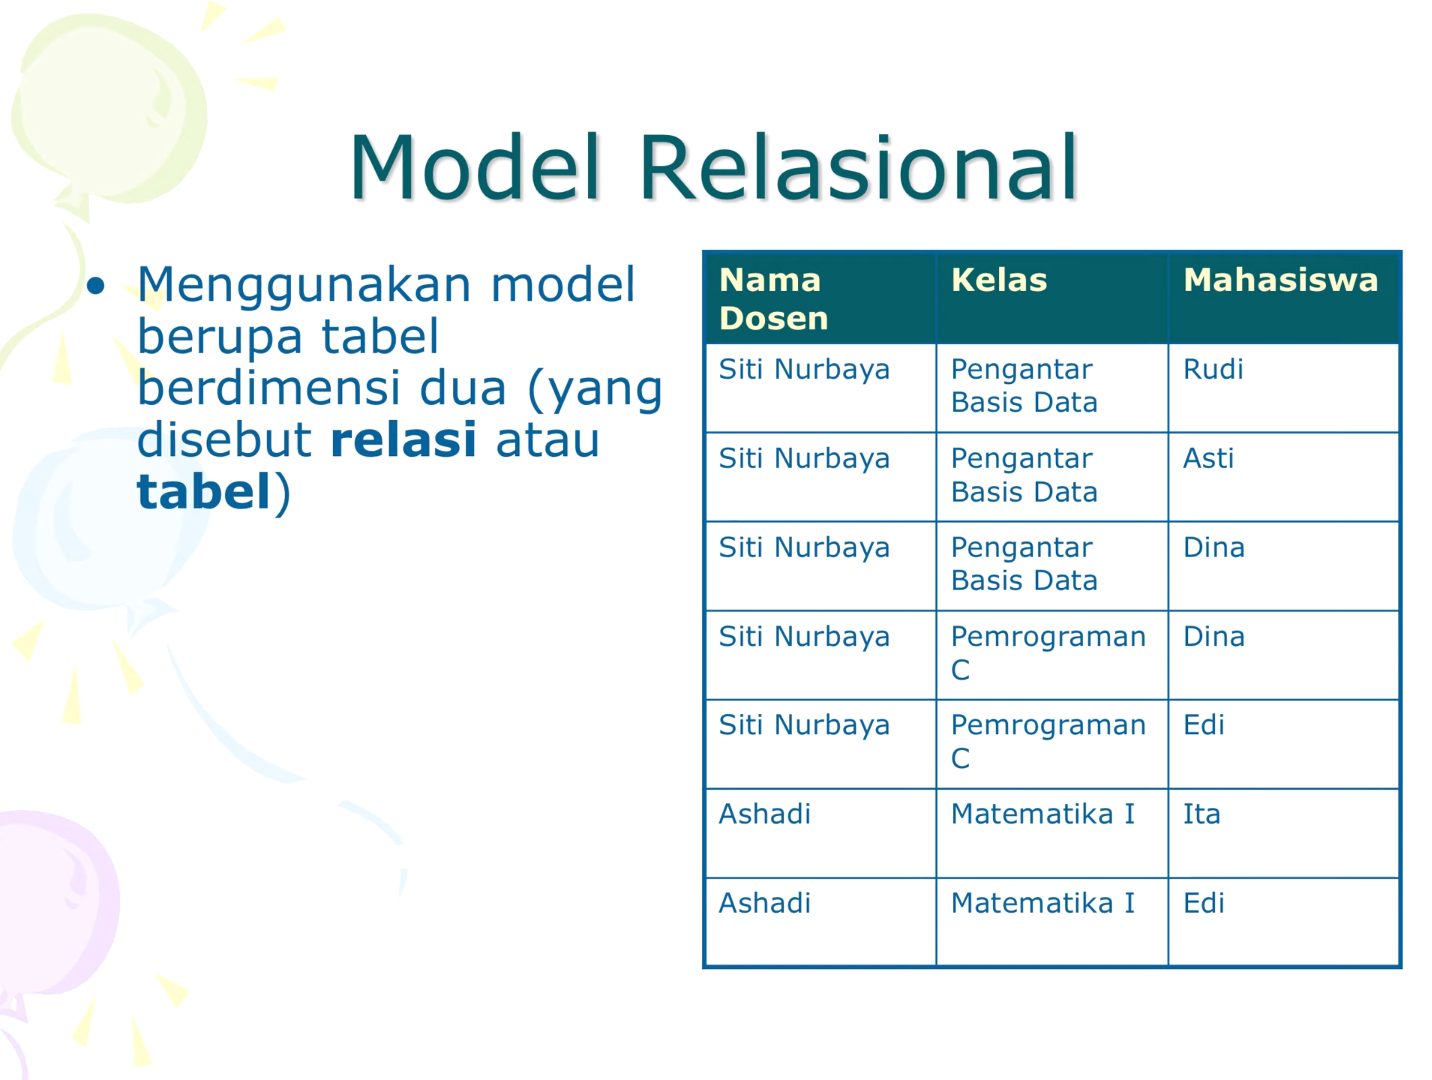 Model Relasional
• Menggunakan model
berupa tabel
berdimensi dua (yang
disebut relasi atau
tabel)
Nama Dosen Kelas Mahasiswa
Siti Nurbaya Pengantar Basis Data Rudi
Siti Nurbaya Pengantar Basis Data Asti
Siti Nurbaya Pengantar Basis Data Dina
Siti Nurbaya Pemrograman C Dina
Siti Nurbaya Pemrograman C Edi
Ashadi Matematika I Ita
Ashadi Matematika I Edi